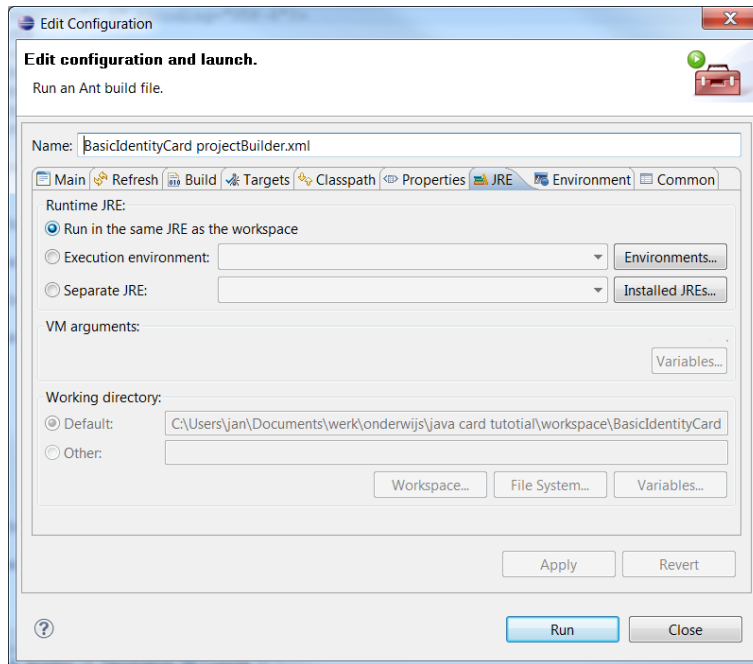 Edit Configuration
Edit configuration and launch.
Run an Ant build file.
Name: BasicIdentityCard projectBuilder.xml
Main Refresh Build Targets Classpath Properties JRE Environment Common
Runtime JRE:
Run in the same JRE as the workspace
Execution environment: Environments...
Separate JRE: Installed JREs...
VM arguments:
Variables...
Working directory:
Default: C:\Users\jan\Documents\werk\onderwijs\java card tutotial\workspace\BasicIdentityCard
Other:
Workspace... File System... Variables...
Apply Revert
Run Close